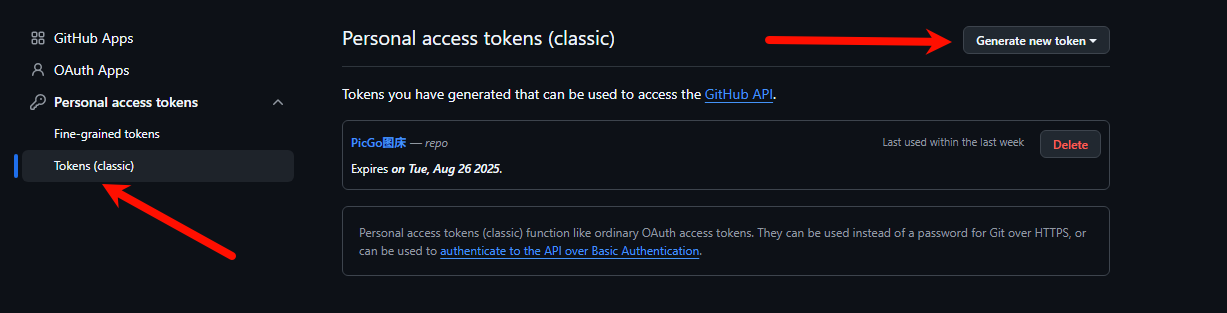 GitHub Apps
OAuth Apps
Personal access tokens
Fine-grained tokens
Tokens (classic)
Personal access tokens (classic)
Generate new token
Tokens you have generated that can be used to access the GitHub API.
PicGo图床 — repo
Last used within the last week
Delete
Expires on Tue, Aug 26 2025.
Personal access tokens (classic) function like ordinary OAuth access tokens. They can be used instead of a password for Git over HTTPS, or
can be used to authenticate to the API over Basic Authentication.